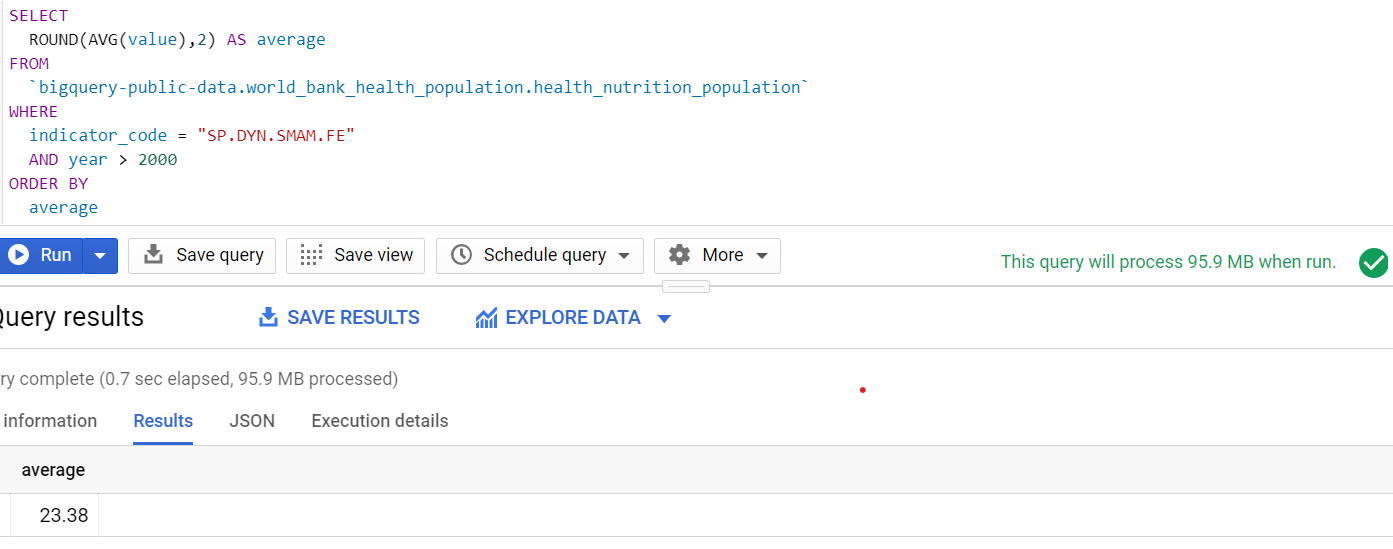 SELECT
ROUND(AVG(value),2) AS average
FROM
`bigquery-public-data.world_bank_health_population.health_nutrition_population`
WHERE
indicator_code = "SP.DYN.SMAM.FE"
AND year > 2000
ORDER BY
average
Run Save query Save view Schedule query More This query will process 95.9 MB when run.
Query results SAVE RESULTS EXPLORE DATA
ry complete (0.7 sec elapsed, 95.9 MB processed)
information Results JSON Execution details
average
23.38